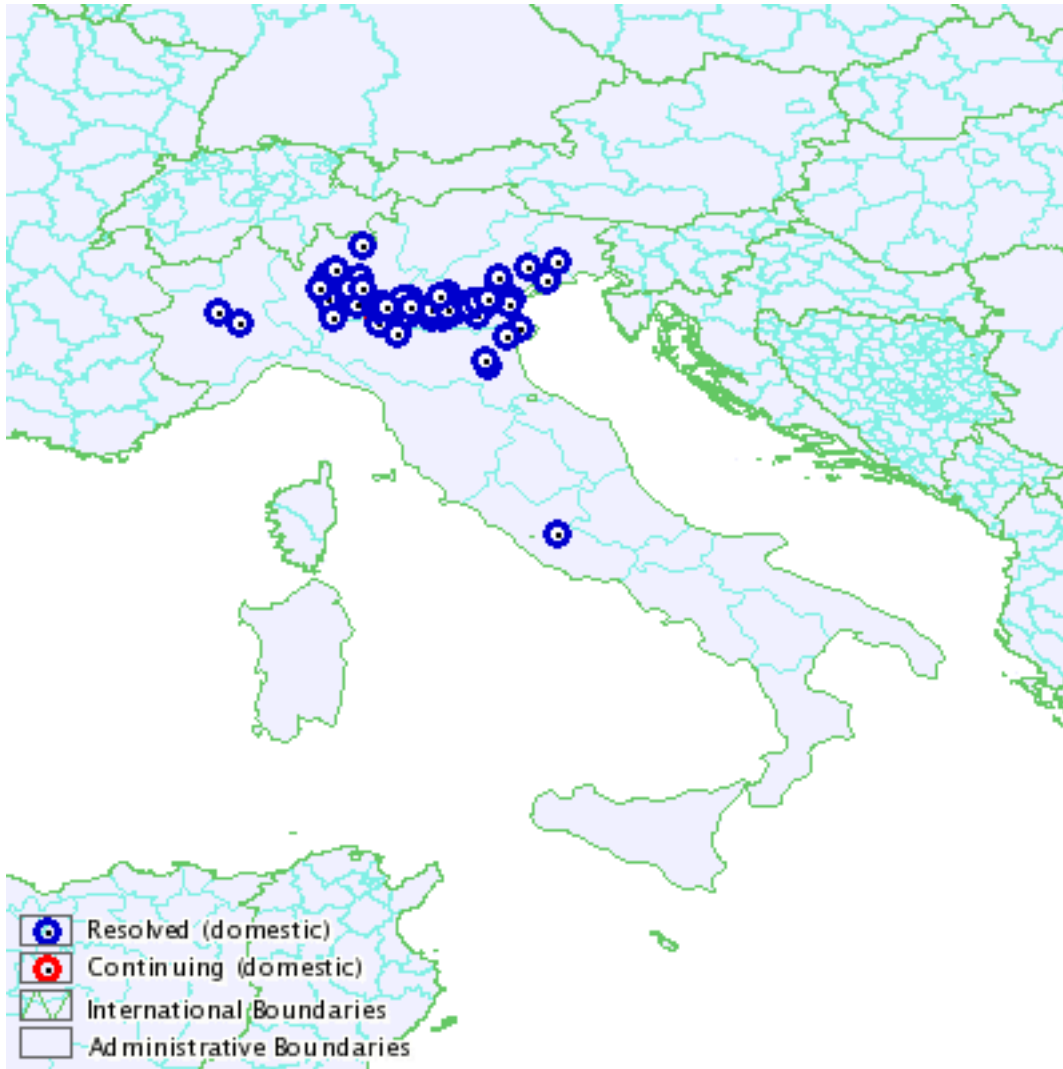 Resolved (domestic)
Continuing (domestic)
International Boundaries
Administrative Boundaries